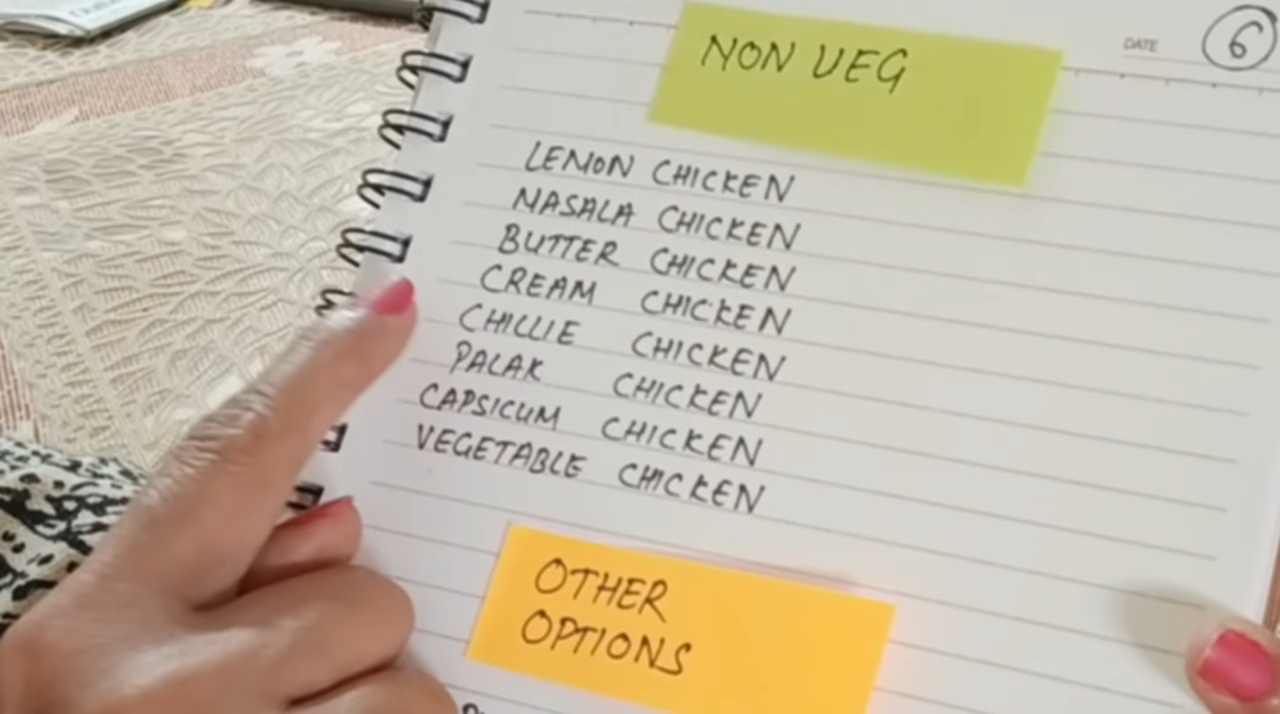 NON VEG
DATE
6
LEMON CHICKEN
MASALA CHICKEN
BUTTER CHICKEN
CREAM CHICKEN
CHILLIE CHICKEN
PALAK CHICKEN
CAPSICUM CHICKEN
VEGETABLE CHICKEN
OTHER
OPTIONS